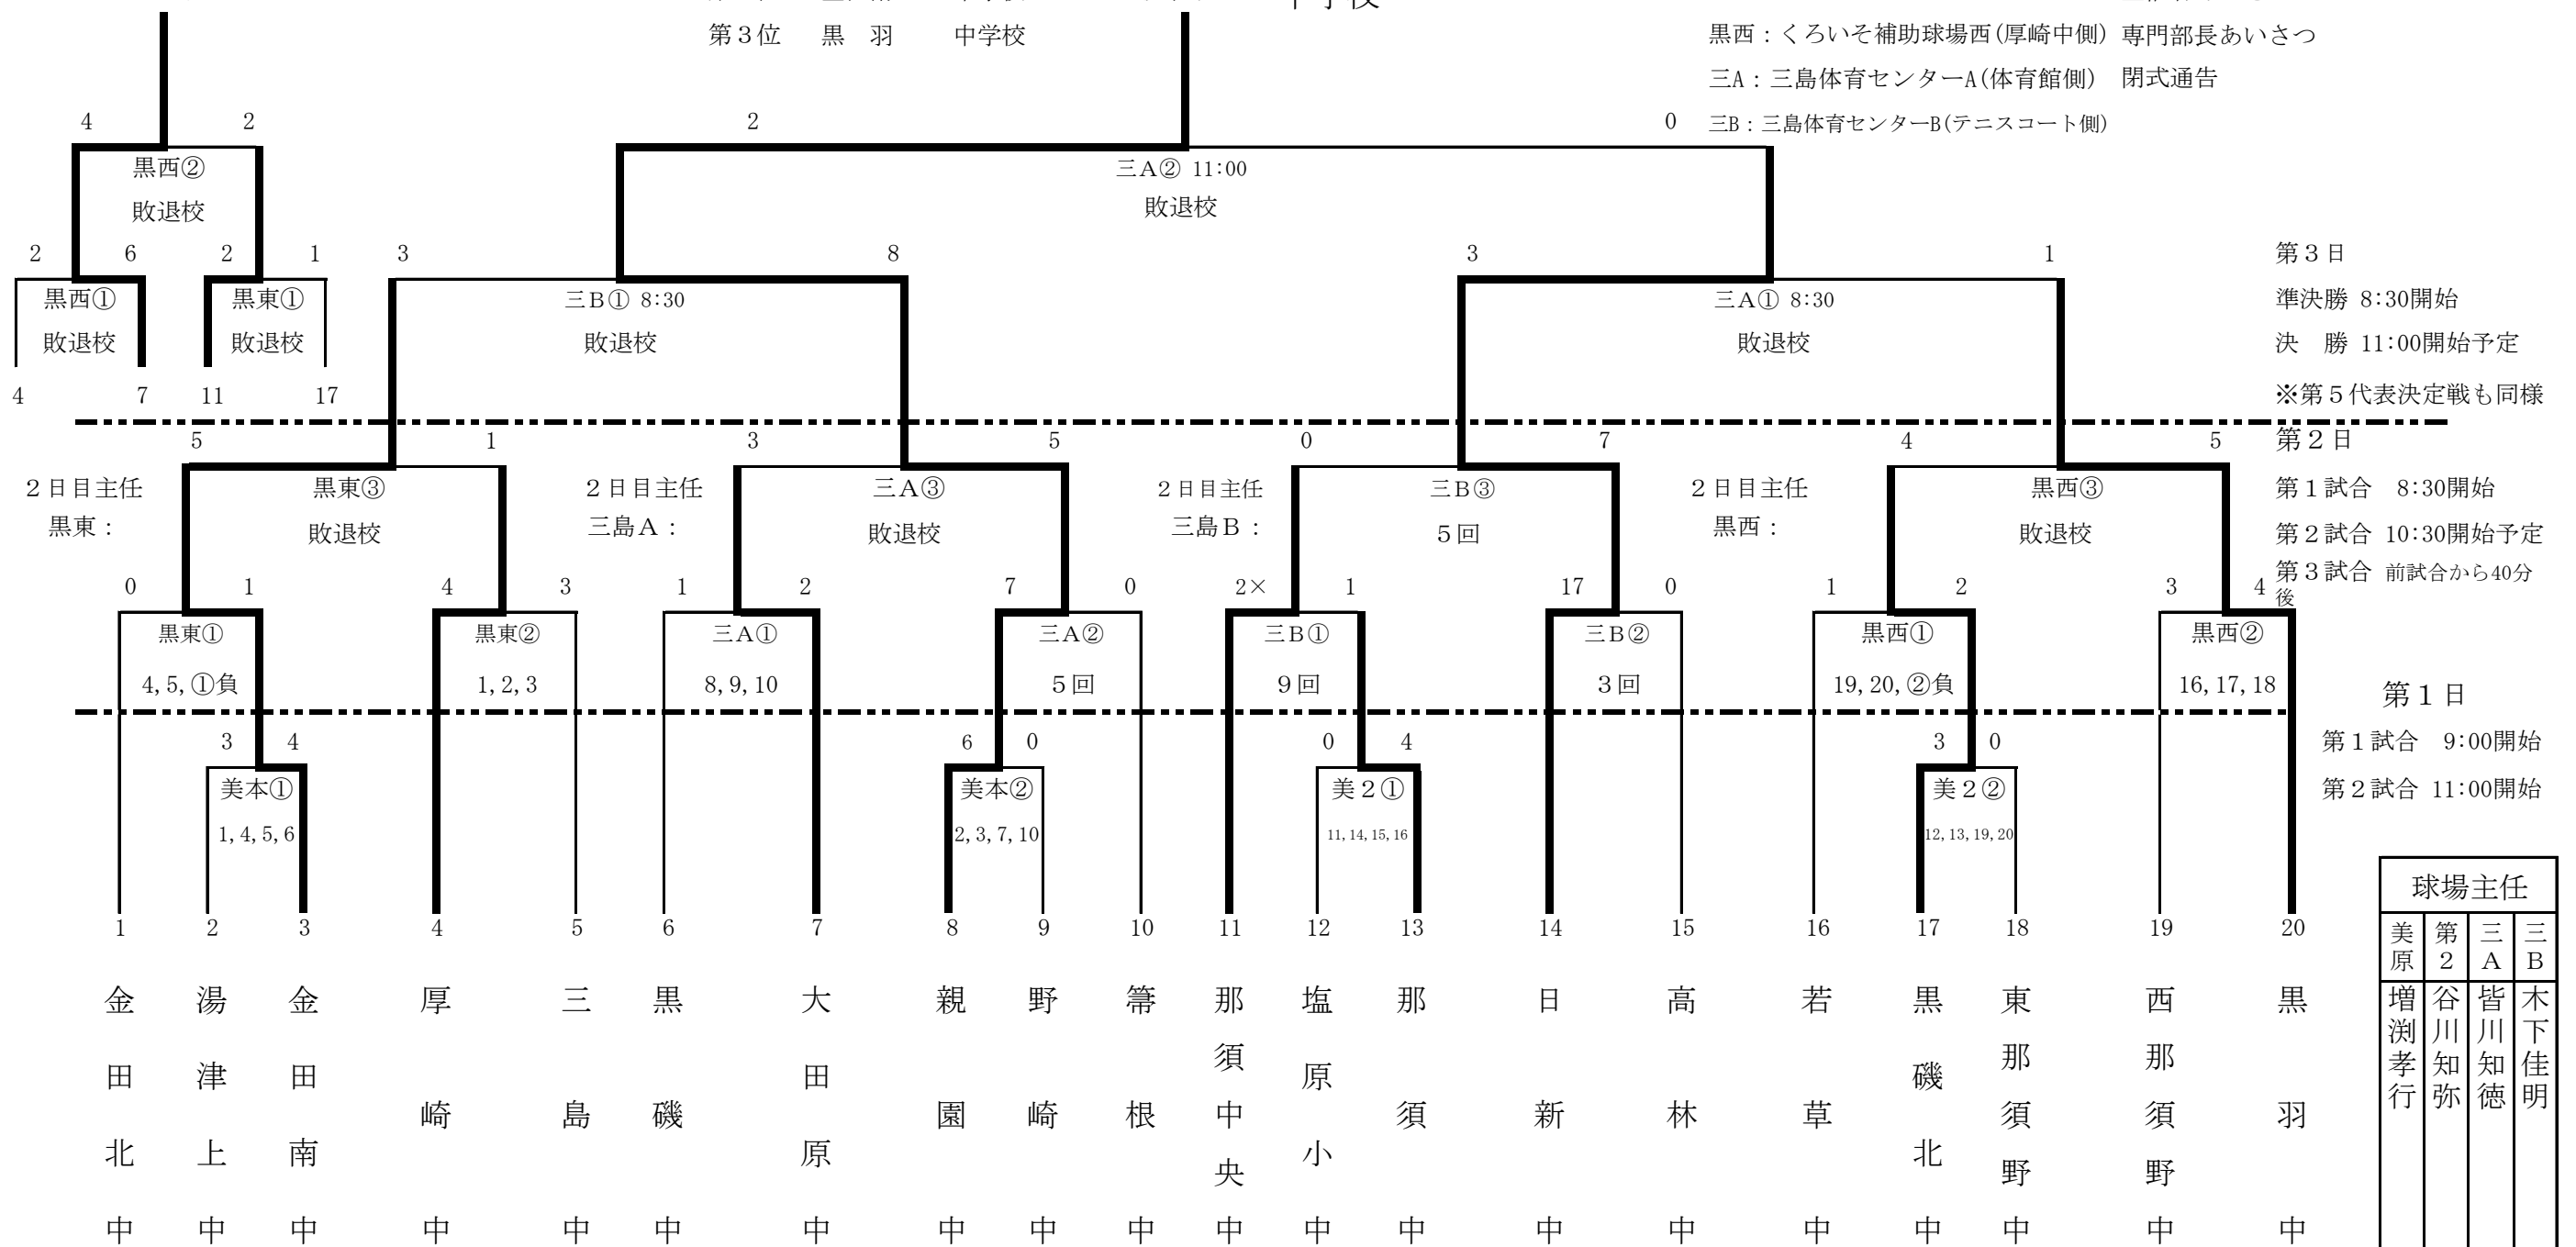 第３位 黒 羽 中学校
黒西：くろいそ補助球場西(厚崎中側) 専門部長あいさつ
三A：三島体育センターA(体育館側) 閉式通告
4 2 2 0 三B：三島体育センターB(テニスコート側)
黒西② 三Ａ② 11:00
敗退校 敗退校
2 6 2 1 3 8 3 1 第３日
黒西① 黒東① 三Ｂ① 8:30 三Ａ① 8:30 準決勝 8:30開始
敗退校 敗退校 敗退校 敗退校 決 勝 11:00開始予定
4 7 11 17 ※第５代表決定戦も同様
5 1 3 5 0 7 4 5 第２日
２日目主任 黒東③ ２日目主任 三Ａ③ ２日目主任 三Ｂ③ ２日目主任 黒西③ 第１試合 8:30開始
黒東： 敗退校 三島Ａ： 敗退校 三島Ｂ： ５回 黒西： 敗退校 第２試合 10:30開始予定
0 1 4 3 1 2 7 0 2× 1 17 0 1 2 3 4 第３試合 前試合から40分
後
黒東① 黒東② 三Ａ① 三Ａ② 三Ｂ① 三Ｂ② 黒西① 黒西②
4,5,①負 1,2,3 8,9,10 ５回 ９回 ３回 19,20,②負 16,17,18 第１日
3 4 6 0 0 4 3 0 第１試合 9:00開始
美本① 美本② 美２① 美２② 第２試合 11:00開始
1,4,5,6 2,3,7,10 11,14,15,16 12,13,19,20
球場主任
1 2 3 4 5 6 7 8 9 10 11 12 13 14 15 16 17 18 19 20
金田北中
湯津上中
金田南中
厚崎中
三島中
黒磯中
大田原中
親園中
野崎中
箒根中
那須中央中
塩原小中
那須中
日新中
高林中
若草中
黒磯北中
東那須野中
西那須野中
黒羽中
美原 増渕孝行
第２ 谷川知弥
三Ａ 皆川知徳
三Ｂ 木下佳明